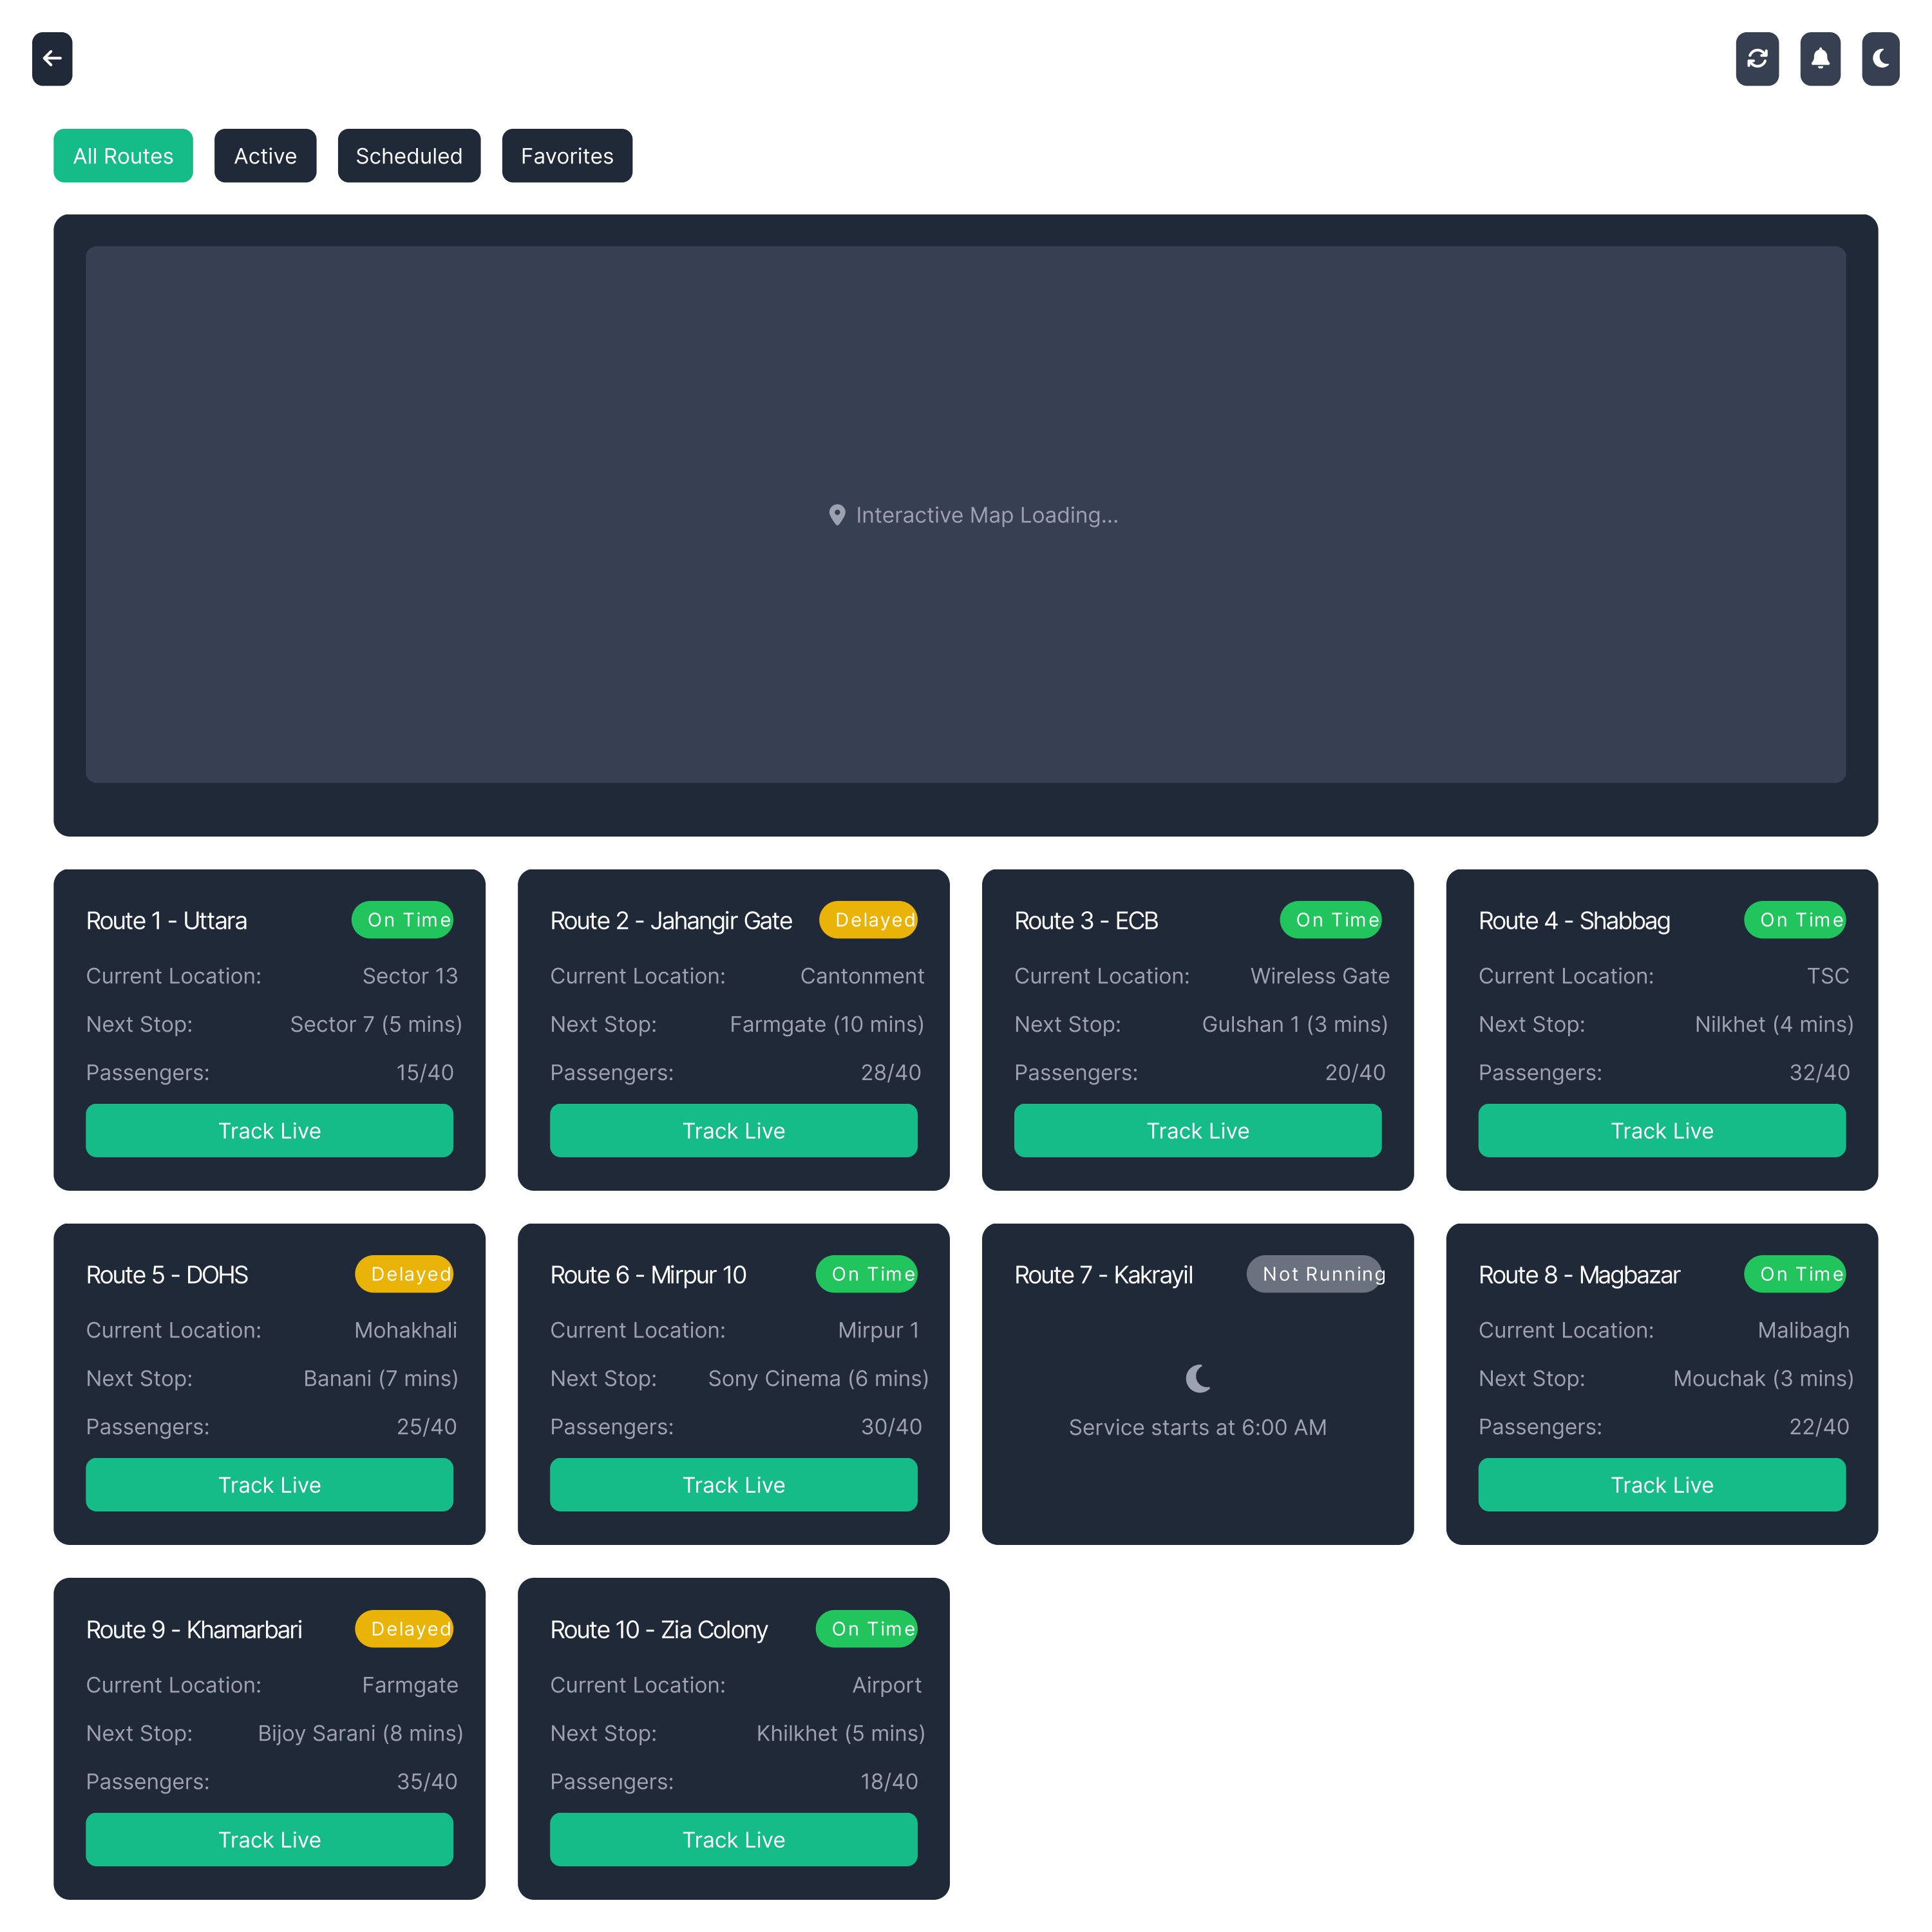 All Routes
Active
Scheduled
Favorites
Interactive Map Loading...
Route 1 - Uttara
On Time
Current Location: Sector 13
Next Stop: Sector 7 (5 mins)
Passengers: 15/40
Track Live
Route 2 - Jahangir Gate
Delayed
Current Location: Cantonment
Next Stop: Farmgate (10 mins)
Passengers: 28/40
Track Live
Route 3 - ECB
On Time
Current Location: Wireless Gate
Next Stop: Gulshan 1 (3 mins)
Passengers: 20/40
Track Live
Route 4 - Shabbag
On Time
Current Location: TSC
Next Stop: Nilkhet (4 mins)
Passengers: 32/40
Track Live
Route 5 - DOHS
Delayed
Current Location: Mohakhali
Next Stop: Banani (7 mins)
Passengers: 25/40
Track Live
Route 6 - Mirpur 10
On Time
Current Location: Mirpur 1
Next Stop: Sony Cinema (6 mins)
Passengers: 30/40
Track Live
Route 7 - Kakrayil
Not Running
Service starts at 6:00 AM
Route 8 - Magbazar
On Time
Current Location: Malibagh
Next Stop: Mouchak (3 mins)
Passengers: 22/40
Track Live
Route 9 - Khamarbari
Delayed
Current Location: Farmgate
Next Stop: Bijoy Sarani (8 mins)
Passengers: 35/40
Track Live
Route 10 - Zia Colony
On Time
Current Location: Airport
Next Stop: Khilkhet (5 mins)
Passengers: 18/40
Track Live